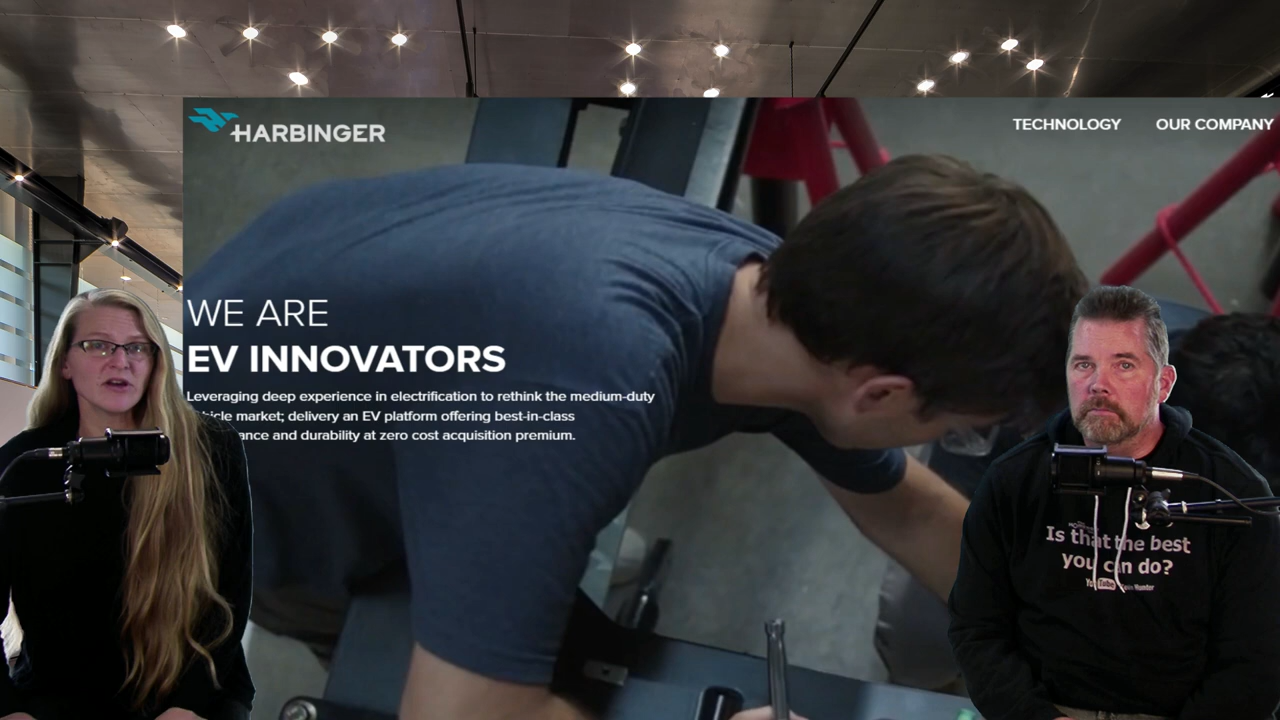 HARBINGER
TECHNOLOGY
OUR COMPANY
WE ARE
EV INNOVATORS
Leveraging deep experience in electrification to rethink the medium-duty
market; delivery an EV platform offering best-in-class
and durability at zero cost acquisition premium.
Is that the best
you can do?
YouTube